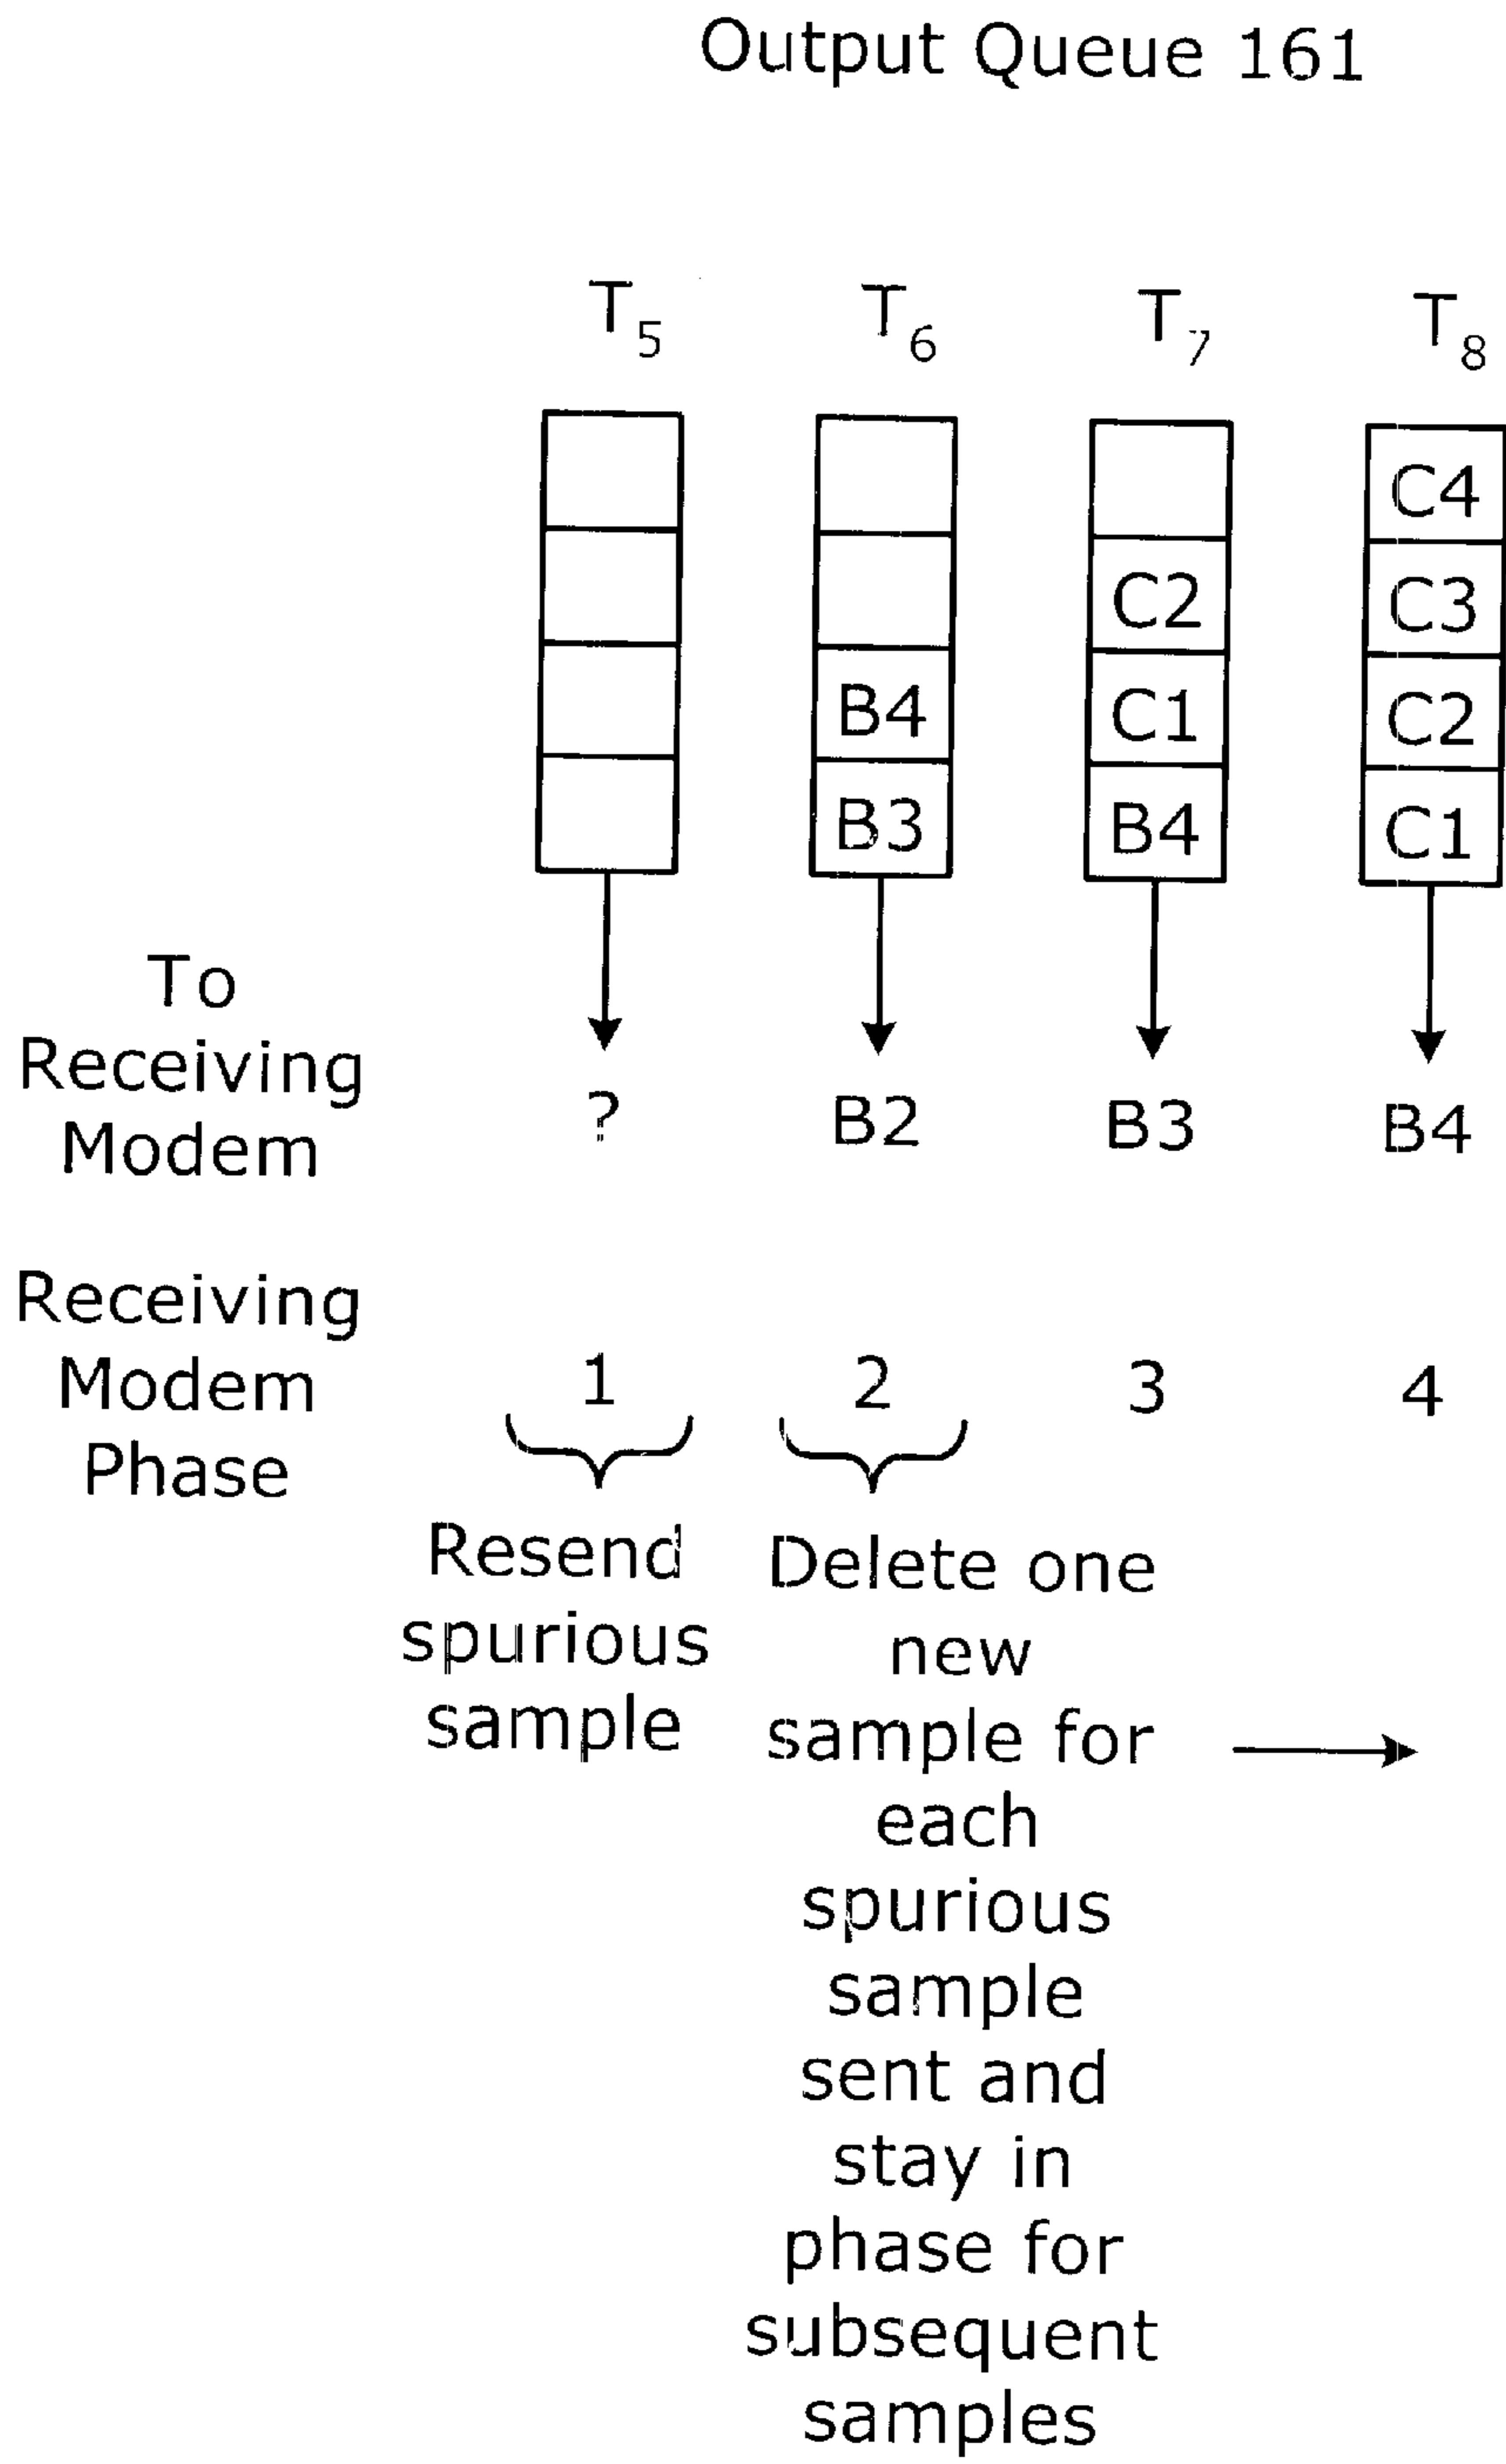 Output Queue 161
T5 T6 T7 T8
C4
C2 C3
B4 C1 C2
B3 B4 C1
To
Receiving
Modem
? B2 B3 B4
Receiving
Modem
Phase
1 2 3 4
Resend
spurious
sample
Delete one
new
sample for
each
spurious
sample
sent and
stay in
phase for
subsequent
samples